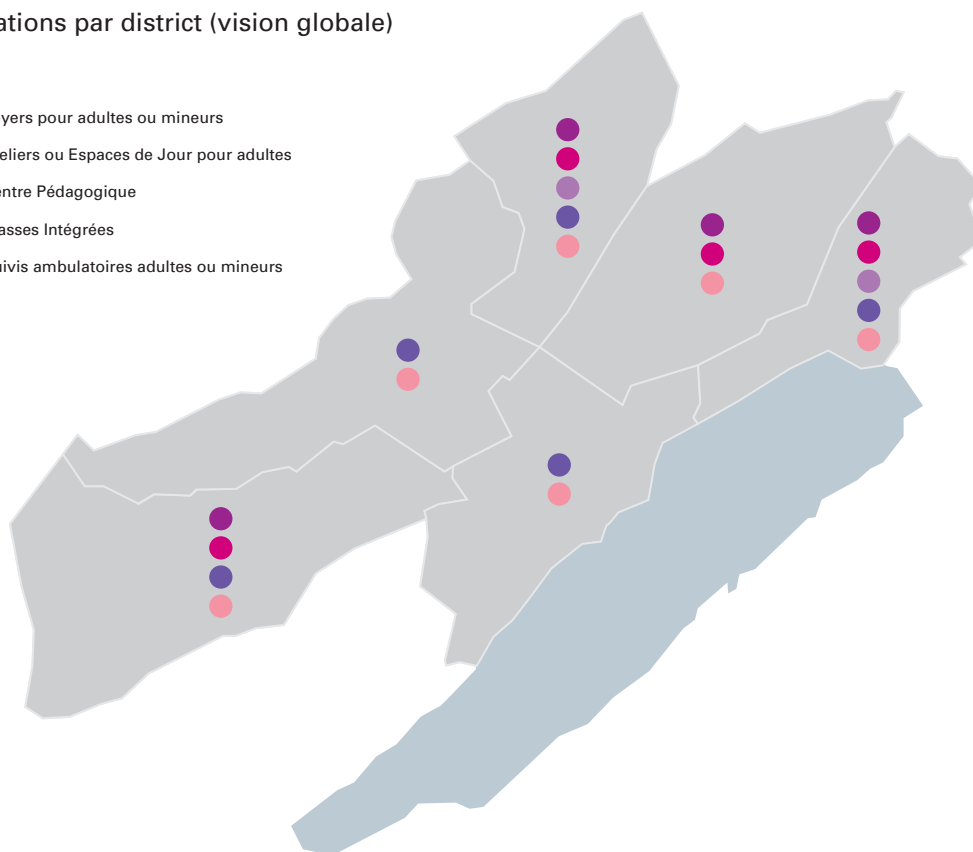 ations par district (vision globale)
yers pour adultes ou mineurs
eliers ou Espaces de Jour pour adultes
entre Pédagogique
asses Intégrées
uivis ambulatoires adultes ou mineurs